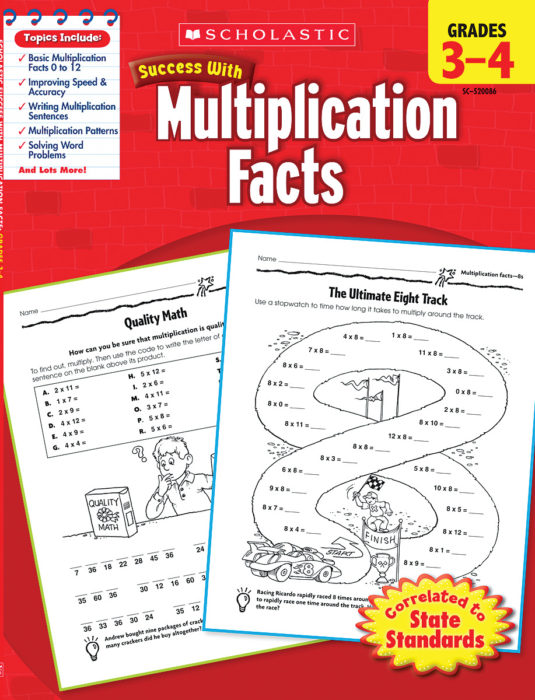 SCHOLASTIC
GRADES
3–4
SC-520086
Topics Include:
✓ Basic Multiplication
Facts 0 to 12
✓ Improving Speed &
Accuracy
✓ Writing Multiplication
Sentences
✓ Multiplication Patterns
✓ Solving Word
Problems
And Lots More!
Success With
Multiplication
Facts
Name
Quality Math
How can you be sure that multiplication is quali
To find out, multiply. Then use the code to write the letter of
sentence on the blank above its product.
A. 2 x 11 =
B. 1 x 7 =
C. 2 x 9 =
D. 4 x 12 =
E. 4 x 9 =
G. 4 x 4 =
H. 5 x 12 =
I. 2 x 6 =
M. 4 x 11 =
O. 3 x 7 =
P. 5 x 8 =
R. 5 x 6 =
S.
QUALITY
MATH
7 36 18 22 28 45 36 24
35 60 36 30 12 16 60
36 33 36 30 24 35 12
Andrew bought nine packages of crack
many crackers did he buy altogether?
Name
Multiplication facts—8s
The Ultimate Eight Track
Use a stopwatch to time how long it takes to multiply around the track.
4 x 8 =
1 x 8 =
7 x 8 =
11 x 8 =
8 x 6 =
3 x 8 =
8 x 2 =
0 x 8 =
8 x 0 =
2 x 8 =
8 x 11 =
8 x 10 =
12 x 8 =
8 x 8 =
8 x 3 =
6 x 8 =
5 x 8 =
9 x 8 =
10 x 8 =
8 x 7 =
8 x 5 =
8 x 4 =
8 x 12 =
8 x 1 =
8 x 9 =
START
FINISH
8
Racing Ricardo rapidly raced 8 times aroun
to rapidly race one time around the track,
the race?
Correlated to
State
Standards